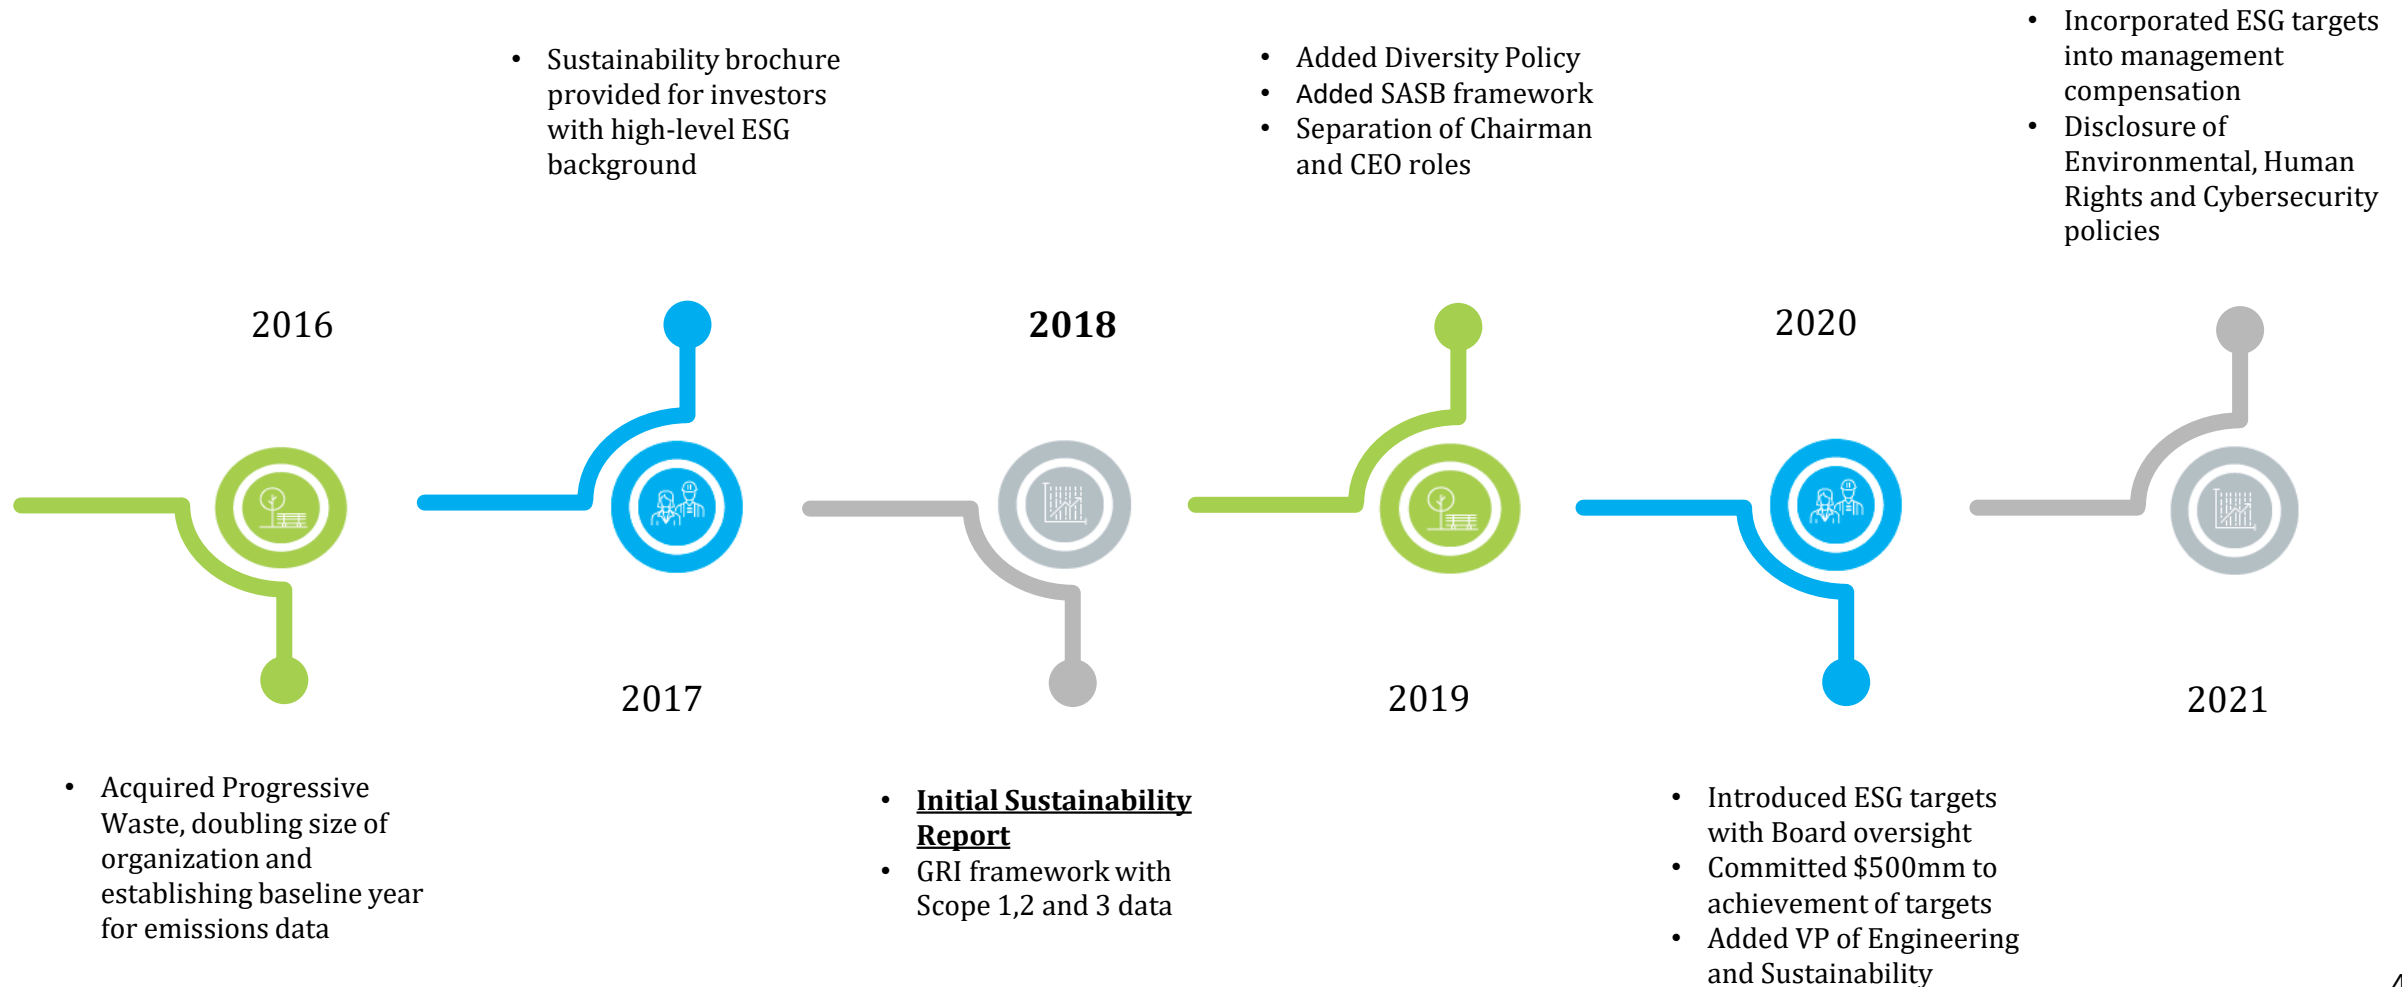 2016
• Acquired Progressive
Waste, doubling size of
organization and
establishing baseline year
for emissions data
• Sustainability brochure
provided for investors
with high-level ESG
background
2017
2018
• Initial Sustainability
Report
• GRI framework with
Scope 1,2 and 3 data
• Added Diversity Policy
• Added SASB framework
• Separation of Chairman
and CEO roles
2019
2020
• Introduced ESG targets
with Board oversight
• Committed $500mm to
achievement of targets
• Added VP of Engineering
and Sustainability
• Incorporated ESG targets
into management
compensation
• Disclosure of
Environmental, Human
Rights and Cybersecurity
policies
2021